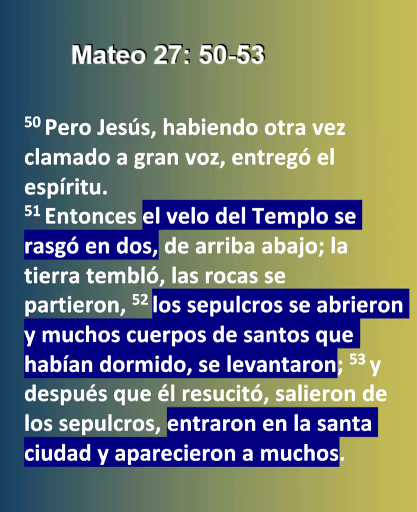 Mateo 27: 50-53
50 Pero Jesús, habiendo otra vez
clamado a gran voz, entregó el
espíritu.
51 Entonces el velo del Templo se
rasgó en dos, de arriba abajo; la
tierra tembló, las rocas se
partieron, 52 los sepulcros se abrieron
y muchos cuerpos de santos que
habían dormido, se levantaron; 53 y
después que él resucitó, salieron de
los sepulcros, entraron en la santa
ciudad y aparecieron a muchos.